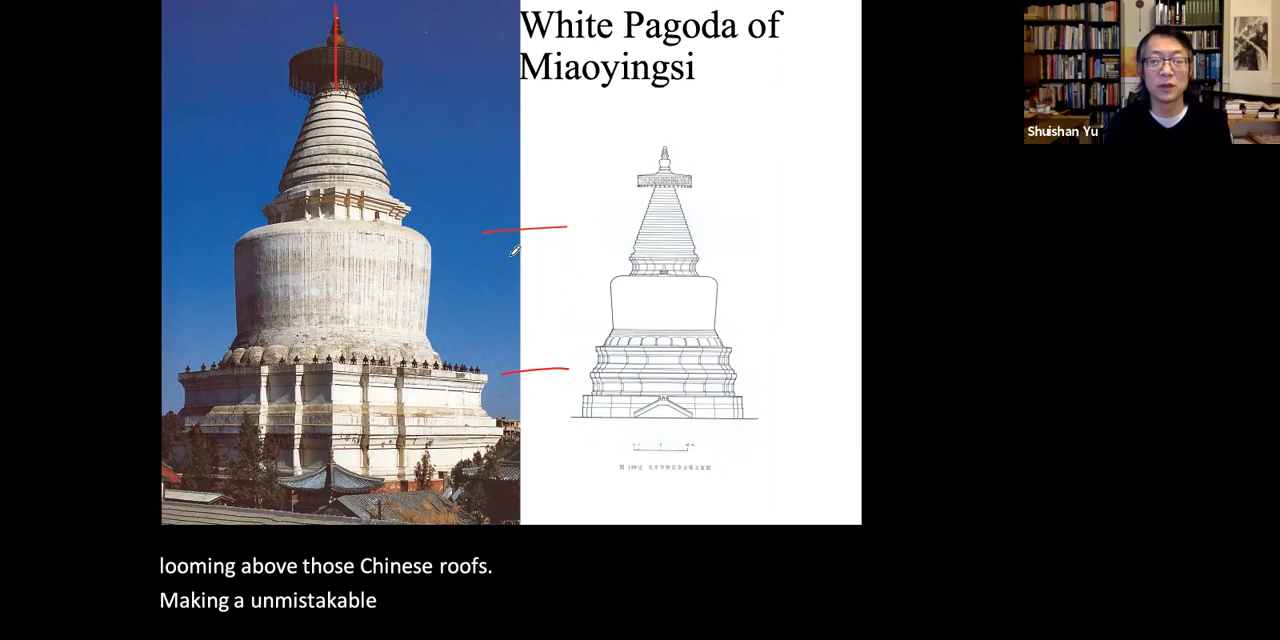 White Pagoda of
Miaoyingsi
Shuishan Yu
looming above those Chinese roofs.
Making a unmistakable